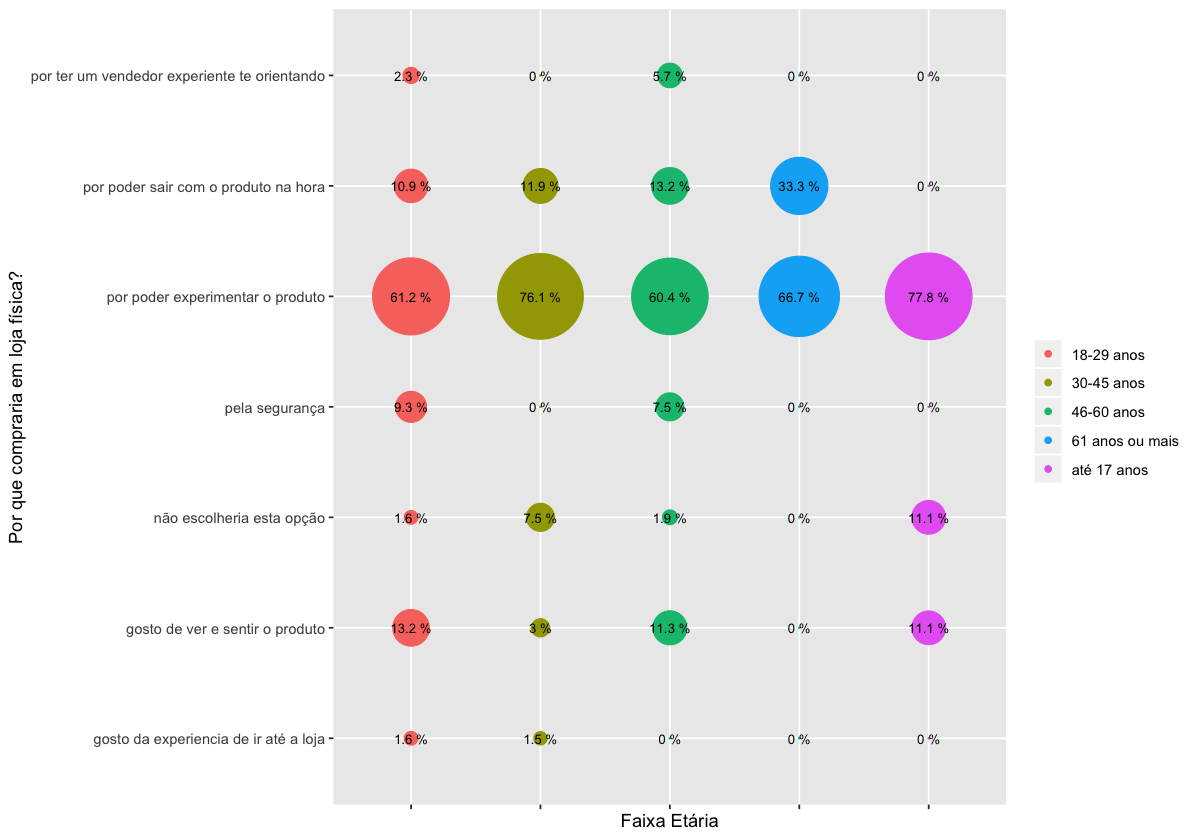 por ter um vendedor experiente te orientando
2.3 % 0 % 5.7 % 0 % 0 %
por poder sair com o produto na hora
10.9 % 11.9 % 13.2 % 33.3 % 0 %
por poder experimentar o produto
61.2 % 76.1 % 60.4 % 66.7 % 77.8 %
pela segurança
9.3 % 0 % 7.5 % 0 % 0 %
não escolheria esta opção
1.6 % 7.5 % 1.9 % 0 % 11.1 %
gosto de ver e sentir o produto
13.2 % 3 % 11.3 % 0 % 11.1 %
gosto da experiencia de ir até a loja
1.6 % 1.5 % 0 % 0 % 0 %
Por que compraria em loja física?
Faixa Etária
18-29 anos
30-45 anos
46-60 anos
61 anos ou mais
até 17 anos